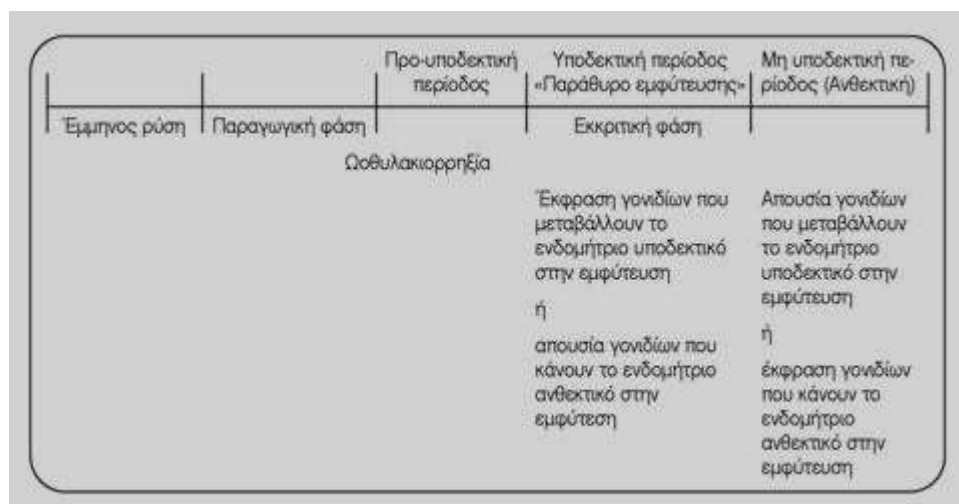 Προ-υποδεκτική
περίοδος
Υποδεκτική περίοδος
«Παράθυρο εμφύτευσης»
Μη υποδεκτική πε-
ρίοδος (Ανθεκτική)
Έμμηνος ρύση
Παραγωγική φάση
Εκκριτική φάση
Ωοθυλακιορρηξία
Έκφραση γονιδίων που
μεταβάλλουν το
ενδομήτριο υποδεκτικό
στην εμφύτευση
ή
απουσία γονιδίων που
κάνουν το ενδομήτριο
ανθεκτικό στην
εμφύτεση
Απουσία γονιδίων
που μεταβάλλουν
το ενδομήτριο
υποδεκτικό στην
εμφύτευση
ή
έκφραση γονιδίων
που κάνουν το
ενδομήτριο
ανθεκτικό στην
εμφύτευση